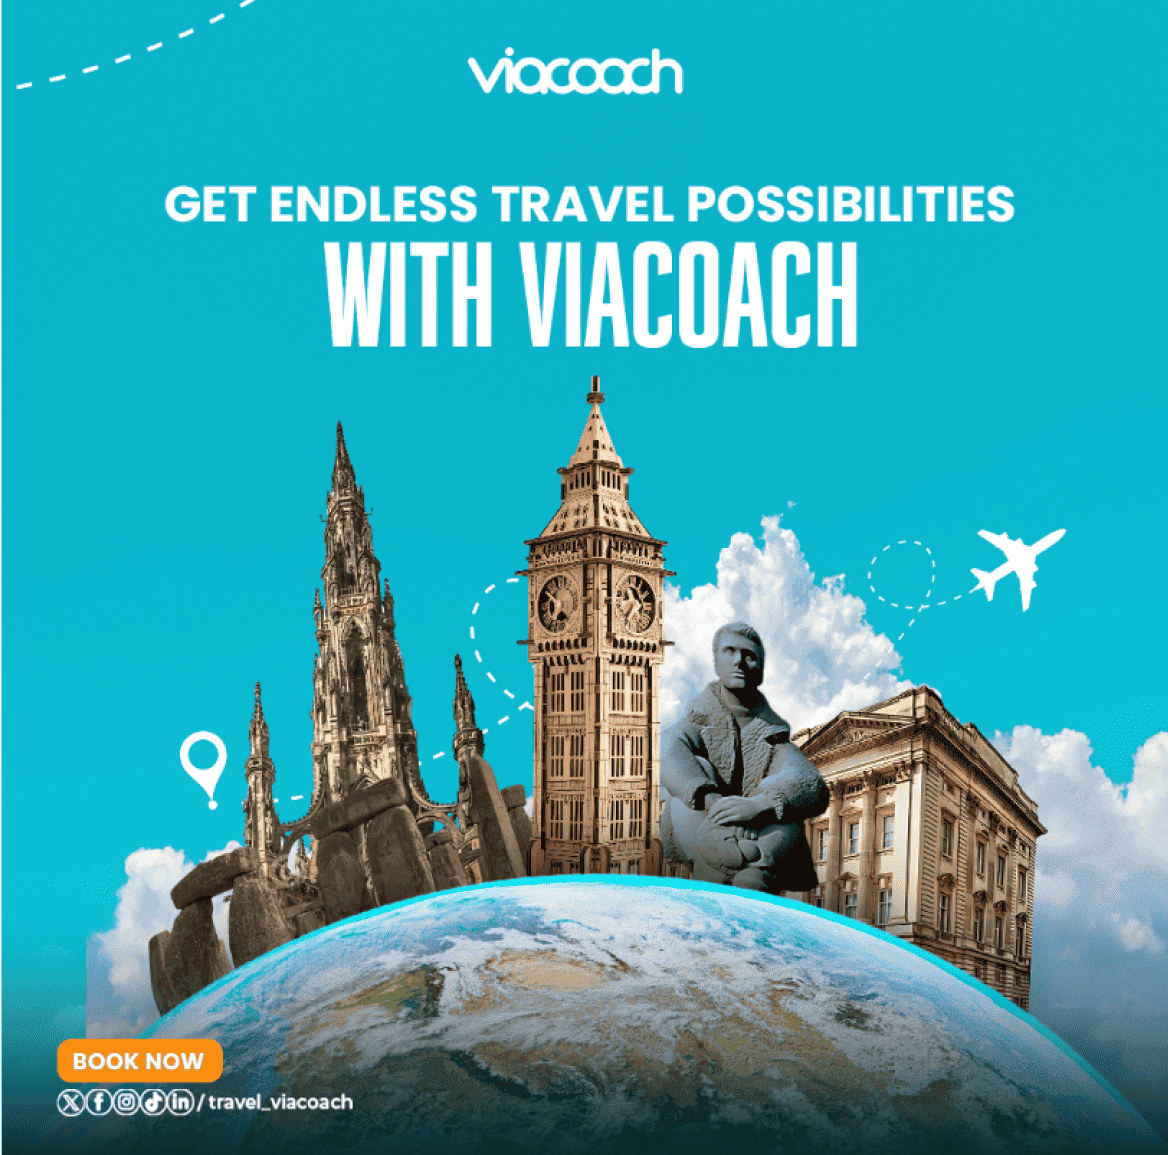 viacoach
GET ENDLESS TRAVEL POSSIBILITIES
WITH VIACOACH
BOOK NOW
/ travel_viacoach